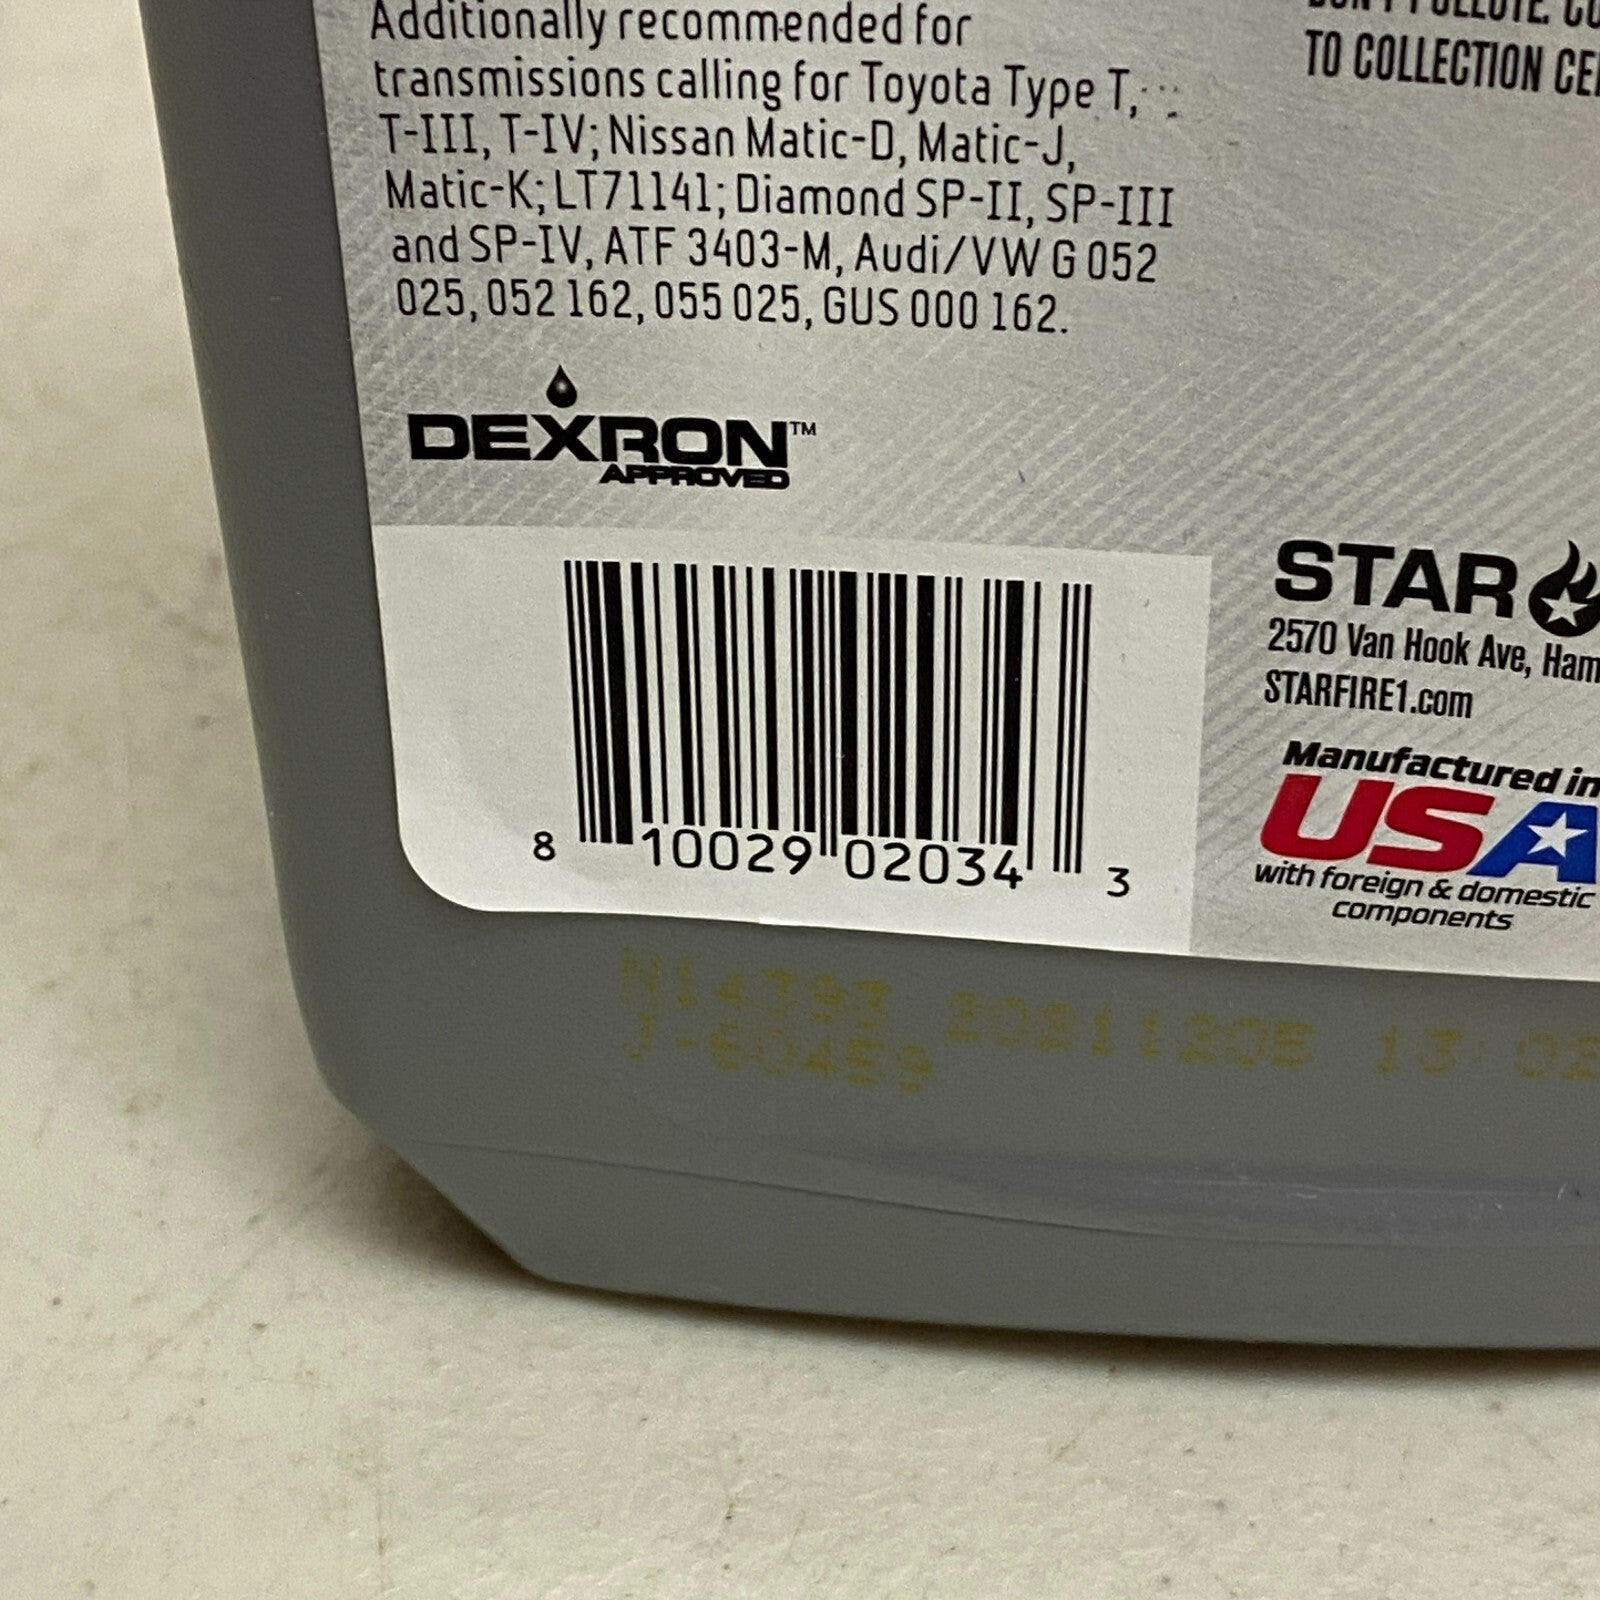 Additionally recommended for
transmissions calling for Toyota Type T,
T-III, T-IV; Nissan Matic-D, Matic-J,
Matic-K; LT71141; Diamond SP-II, SP-III
and SP-IV, ATF 3403-M, Audi/VW G 052
025, 052 162, 055 025, GUS 000 162.
DEXRON™
APPROVED
8 10029 02034 3
TO COLLECTION
STAR
2570 Van Hook Ave,
STARFIRE1.com
Manufactured in
USA
with foreign & domestic
components
20211205 13